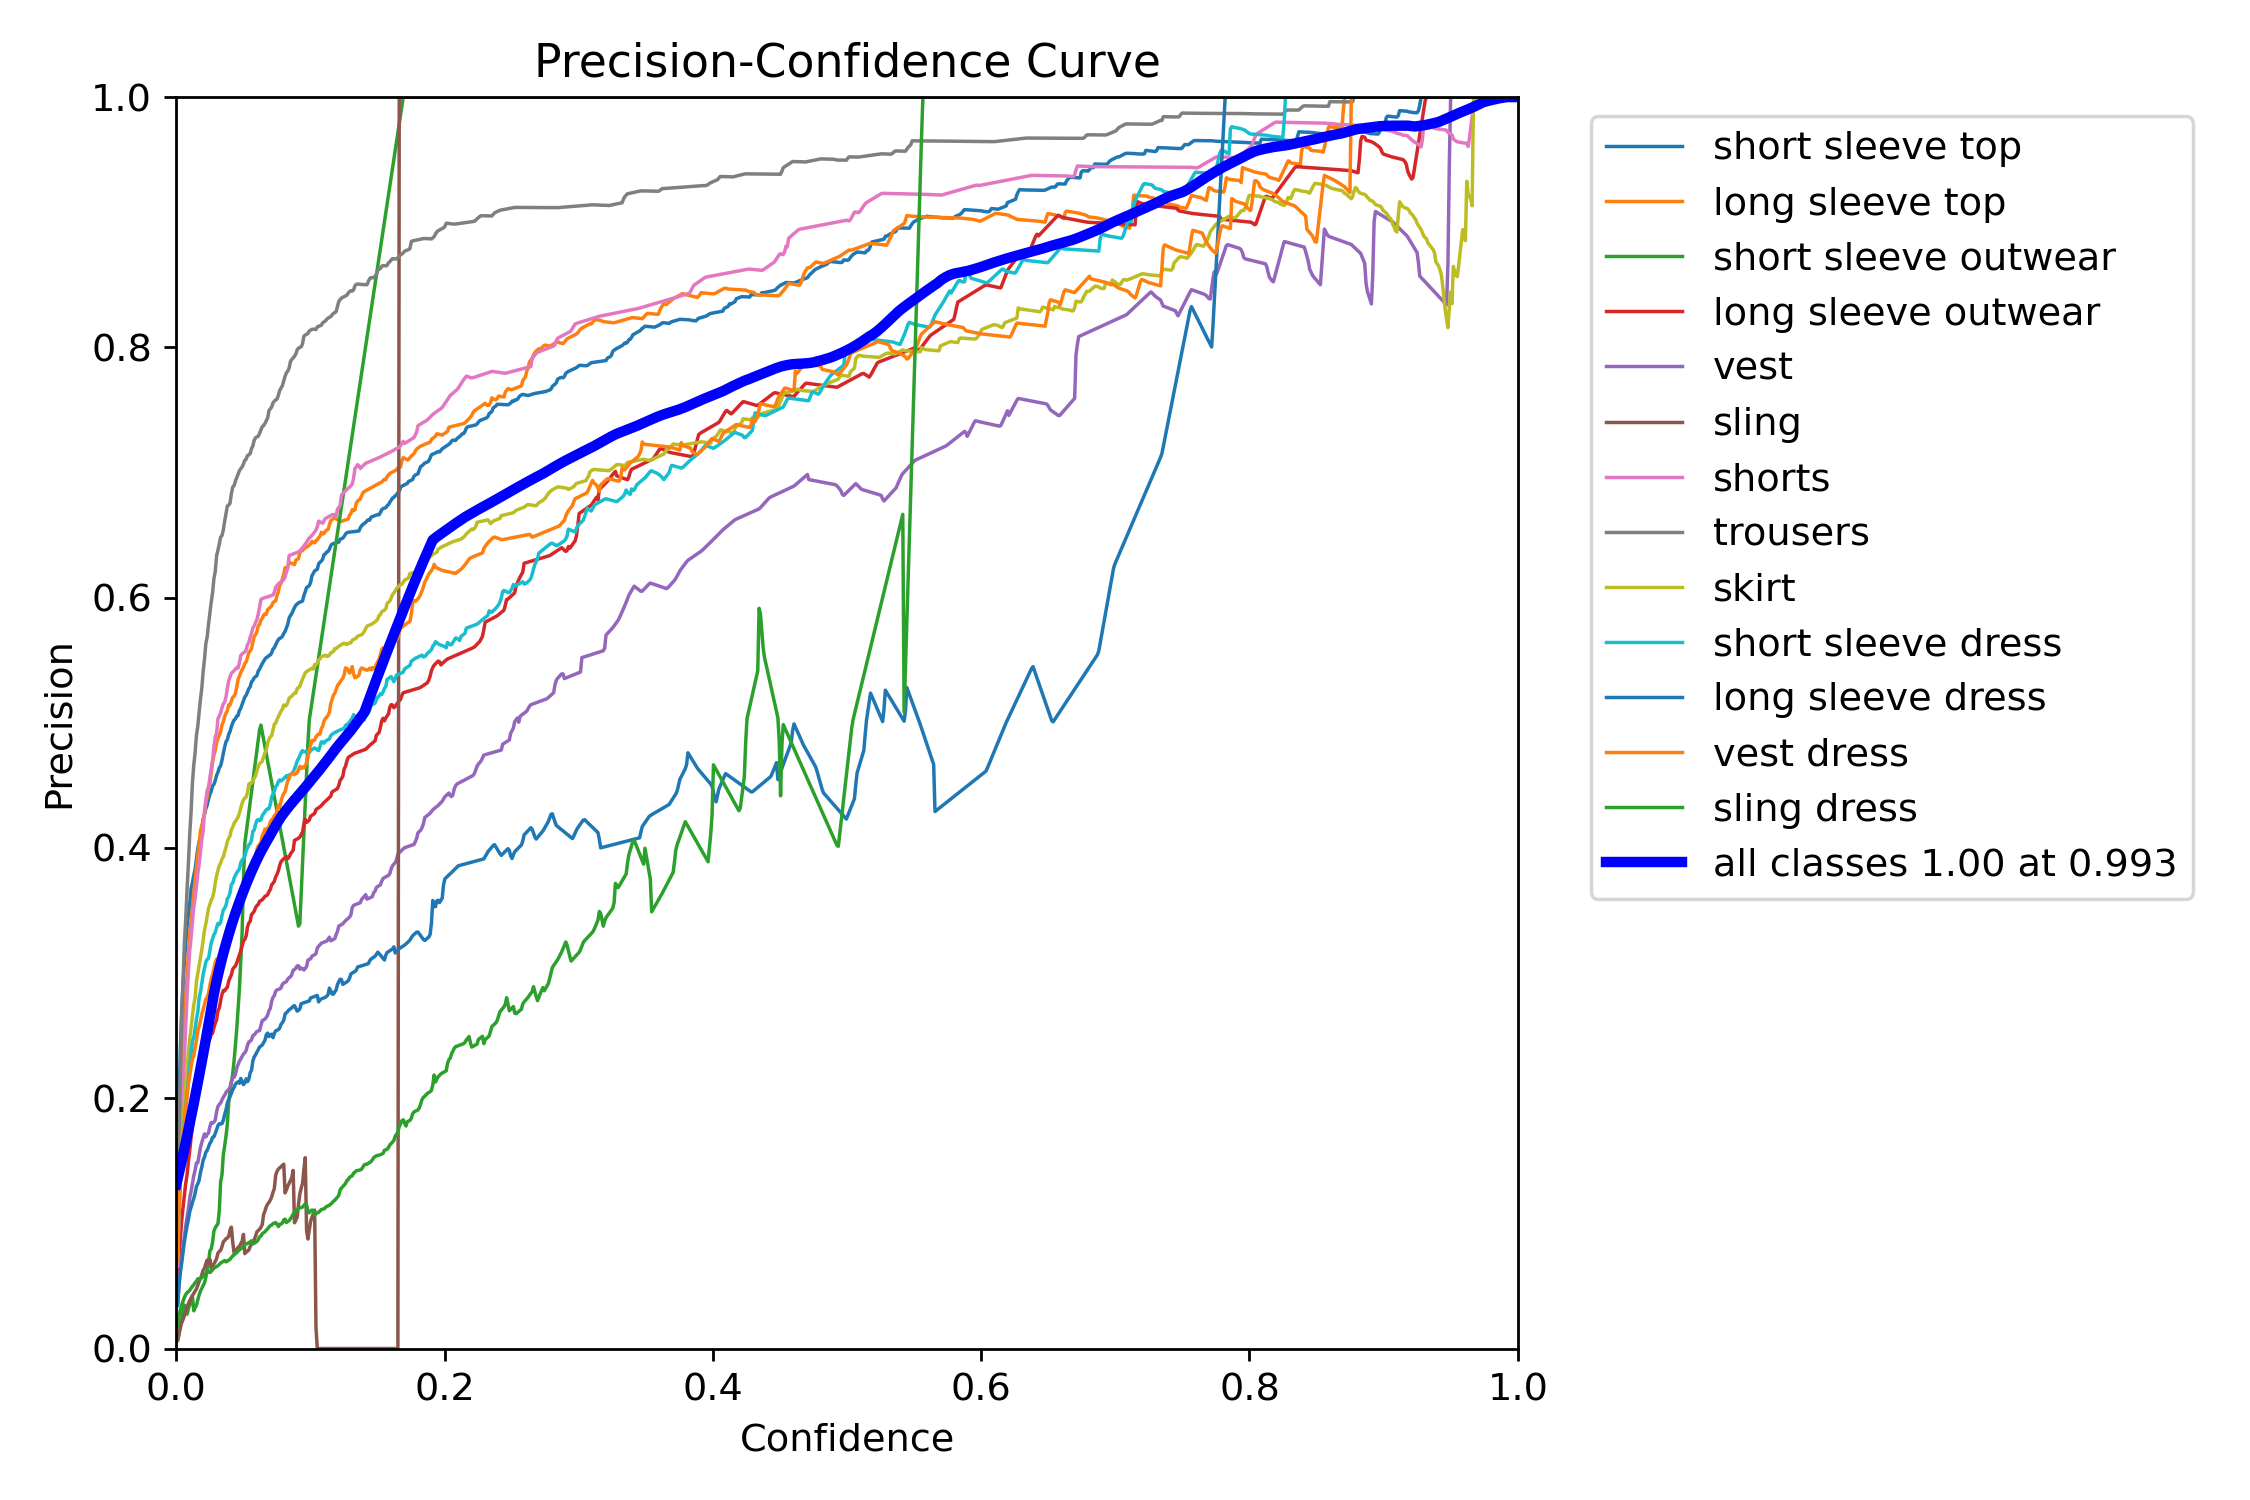 Precision-Confidence Curve
1.0
0.8
0.6
0.4
0.2
0.0
Precision
0.0 0.2 0.4 0.6 0.8 1.0
Confidence
short sleeve top
long sleeve top
short sleeve outwear
long sleeve outwear
vest
sling
shorts
trousers
skirt
short sleeve dress
long sleeve dress
vest dress
sling dress
all classes 1.00 at 0.993